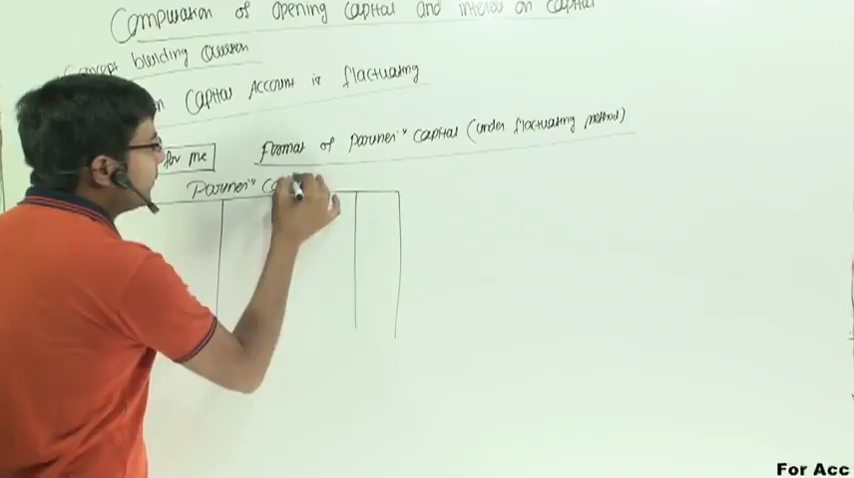 Computation of opening capital and interest on capital
Concept building Question
Capital Account is fluctuating
for me
Format of Partner's capital (under fluctuating method)
Partner's Ca
For Acc